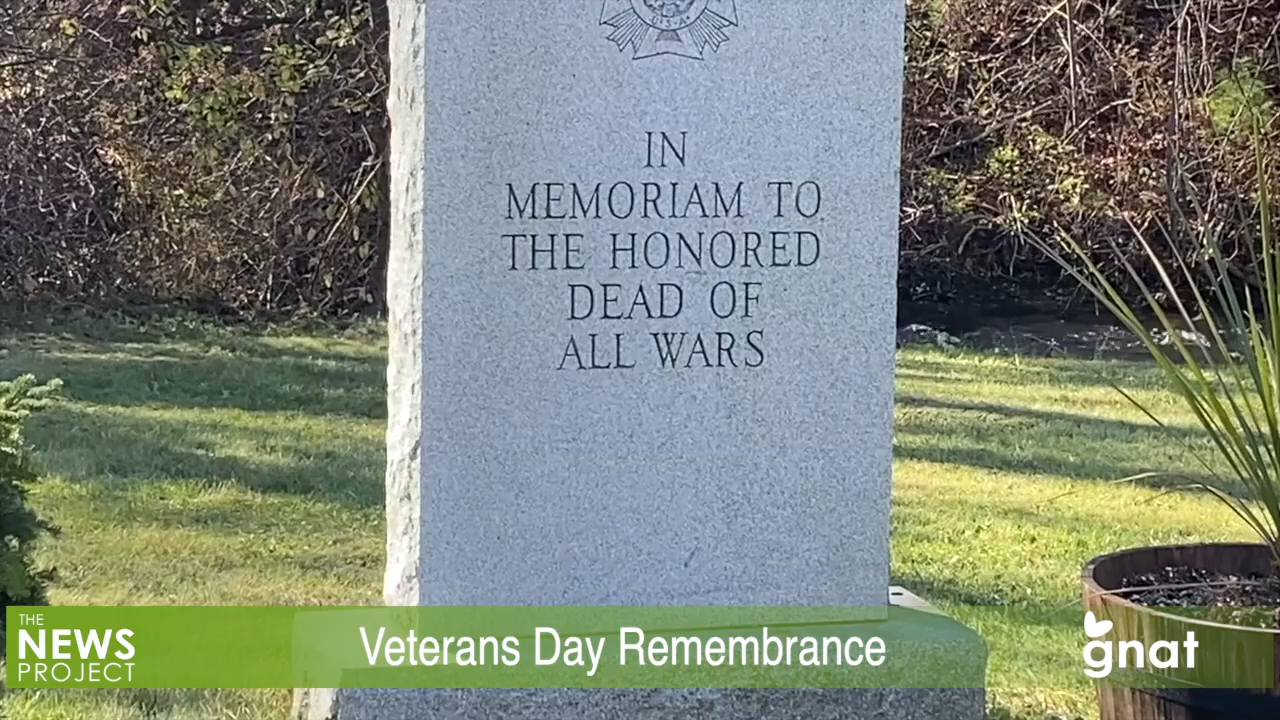 U.S.A.
IN
MEMORIAM TO
THE HONORED
DEAD OF
ALL WARS
THE
NEWS
PROJECT
Veterans Day Remembrance
gnat